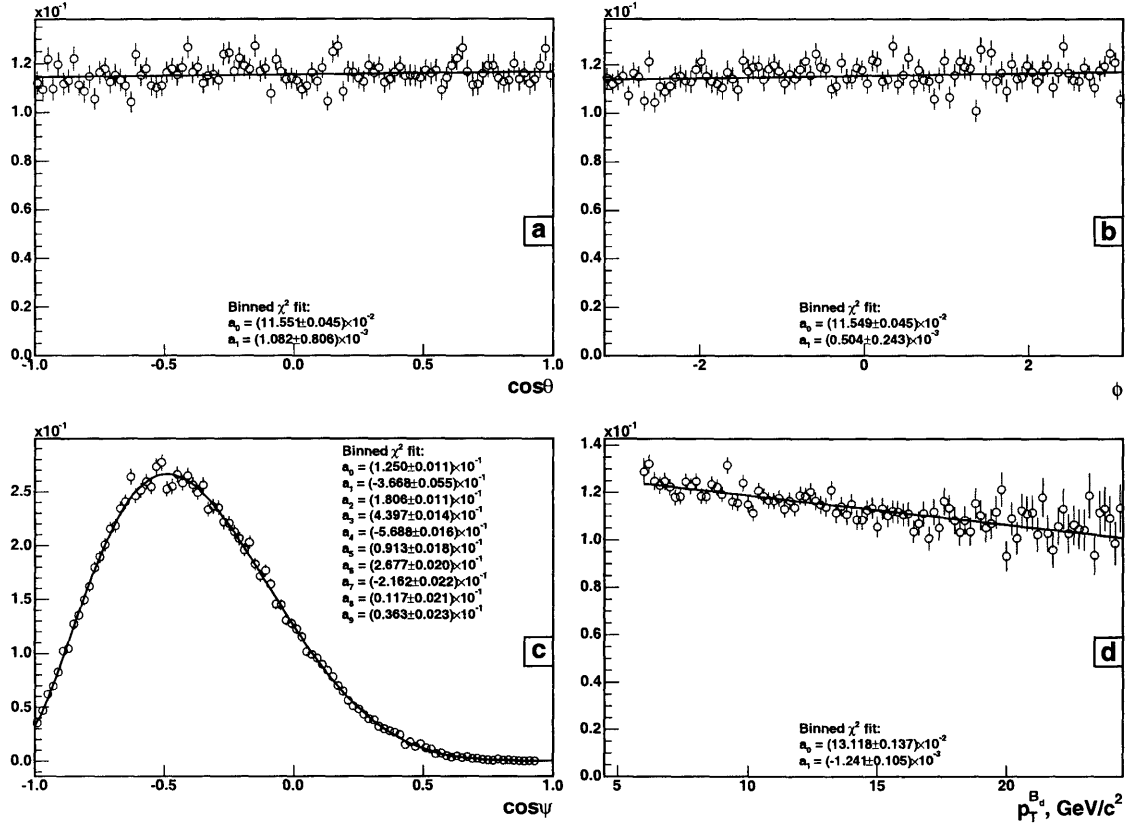 x10⁻¹
1.2
1.0
0.8
0.6
0.4
0.2
0.0
a
Binned χ² fit:
a₀ = (11.551±0.045)×10⁻²
a₁ = (1.082±0.806)×10⁻³
-1.0 -0.5 0.0 0.5 1.0
cosθ
x10⁻¹
1.2
1.0
0.8
0.6
0.4
0.2
0.0
b
Binned χ² fit:
a₀ = (11.549±0.045)×10⁻²
a₁ = (0.504±0.243)×10⁻³
-2 0 2
ϕ
x10⁻¹
2.5
2.0
1.5
1.0
0.5
0.0
Binned χ² fit:
a₀ = (1.250±0.011)×10⁻¹
a₁ = (-3.668±0.055)×10⁻¹
a₂ = (1.806±0.011)×10⁻¹
a₃ = (4.397±0.014)×10⁻¹
a₄ = (-5.688±0.016)×10⁻¹
a₅ = (0.913±0.018)×10⁻¹
a₆ = (2.677±0.020)×10⁻¹
a₇ = (-2.162±0.022)×10⁻¹
a₈ = (0.117±0.021)×10⁻¹
a₉ = (0.363±0.023)×10⁻¹
c
-1.0 -0.5 0.0 0.5 1.0
cosψ
x10⁻¹
1.4
1.2
1.0
0.8
0.6
0.4
0.2
0.0
d
Binned χ² fit:
a₀ = (13.118±0.137)×10⁻²
a₁ = (-1.241±0.105)×10⁻³
5 10 15 20
p_T^{B_d}, GeV/c²